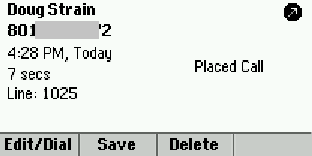 Doug Strain
801 2
4:28 PM, Today
7 secs
Placed Call
Line: 1025
Edit/Dial Save Delete